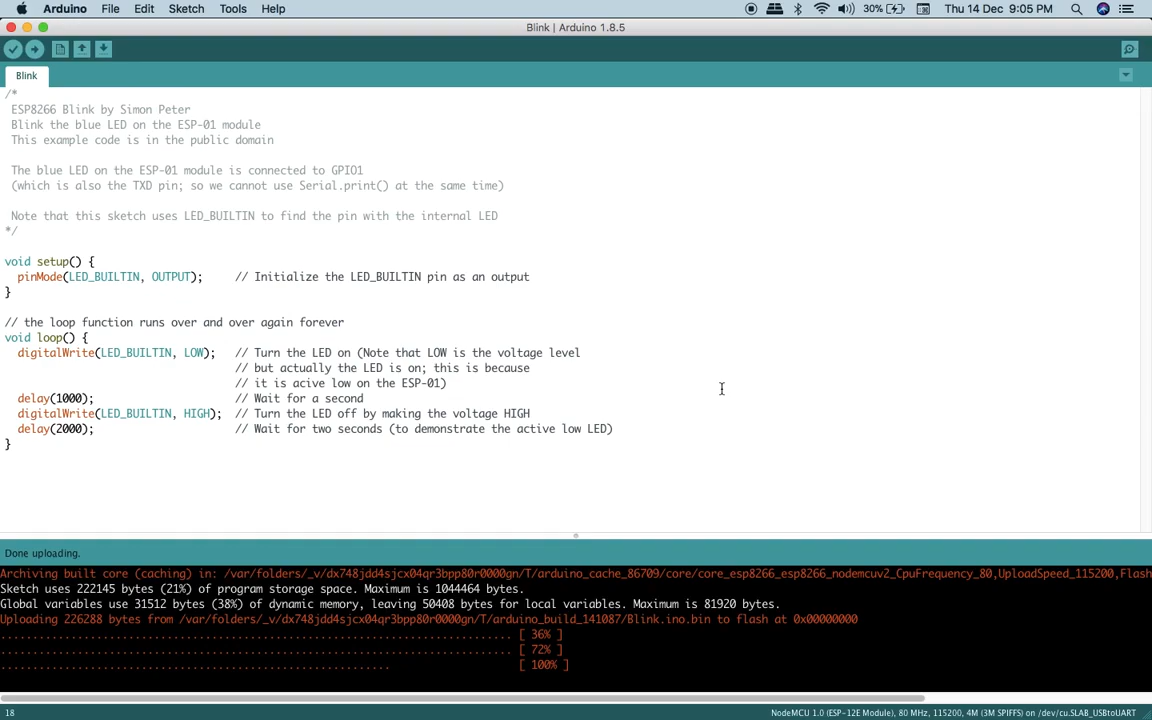 Arduino File Edit Sketch Tools Help 30% Thu 14 Dec 9:05 PM
Blink | Arduino 1.8.5
Blink
/*
ESP8266 Blink by Simon Peter
Blink the blue LED on the ESP-01 module
This example code is in the public domain
The blue LED on the ESP-01 module is connected to GPIO1
(which is also the TXD pin; so we cannot use Serial.print() at the same time)
Note that this sketch uses LED_BUILTIN to find the pin with the internal LED
*/
void setup() {
pinMode(LED_BUILTIN, OUTPUT); // Initialize the LED_BUILTIN pin as an output
}
// the loop function runs over and over again forever
void loop() {
digitalWrite(LED_BUILTIN, LOW); // Turn the LED on (Note that LOW is the voltage level
// but actually the LED is on; this is because
// it is acive low on the ESP-01)
delay(1000); // Wait for a second
digitalWrite(LED_BUILTIN, HIGH); // Turn the LED off by making the voltage HIGH
delay(2000); // Wait for two seconds (to demonstrate the active low LED)
}
Done uploading.
Archiving built core (caching) in: /var/folders/_v/dx748jdd4sjcx04qr3bpp80r0000gn/T/arduino_cache_86709/core/core_esp8266_esp8266_nodemcuv2_CpuFrequency_80,UploadSpeed_115200,Flash
Sketch uses 222145 bytes (21%) of program storage space. Maximum is 1044464 bytes.
Global variables use 31512 bytes (38%) of dynamic memory, leaving 50408 bytes for local variables. Maximum is 81920 bytes.
Uploading 226288 bytes from /var/folders/_v/dx748jdd4sjcx04qr3bpp80r0000gn/T/arduino_build_141087/Blink.ino.bin to flash at 0x00000000
................................................................................ [ 36% ]
................................................................................ [ 72% ]
............................................................. [ 100% ]
18 NodeMCU 1.0 (ESP-12E Module), 80 MHz, 115200, 4M (3M SPIFFS) on /dev/cu.SLAB_USBtoUART